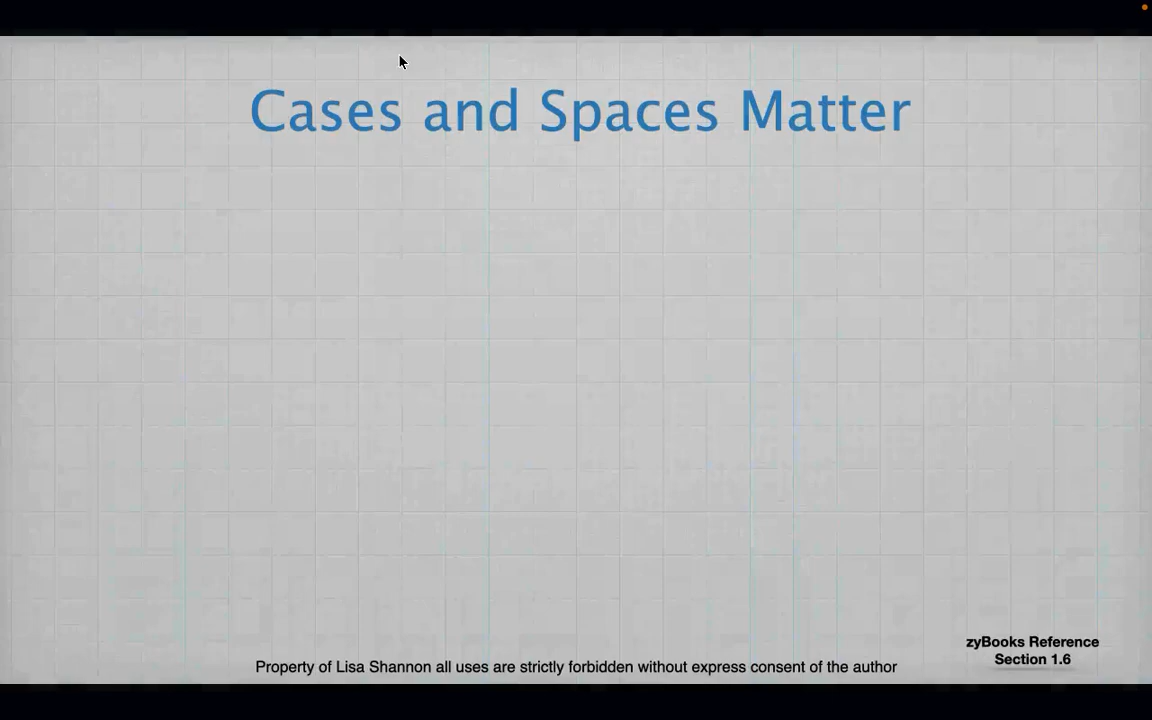 Cases and Spaces Matter
zyBooks Reference
Section 1.6
Property of Lisa Shannon all uses are strictly forbidden without express consent of the author